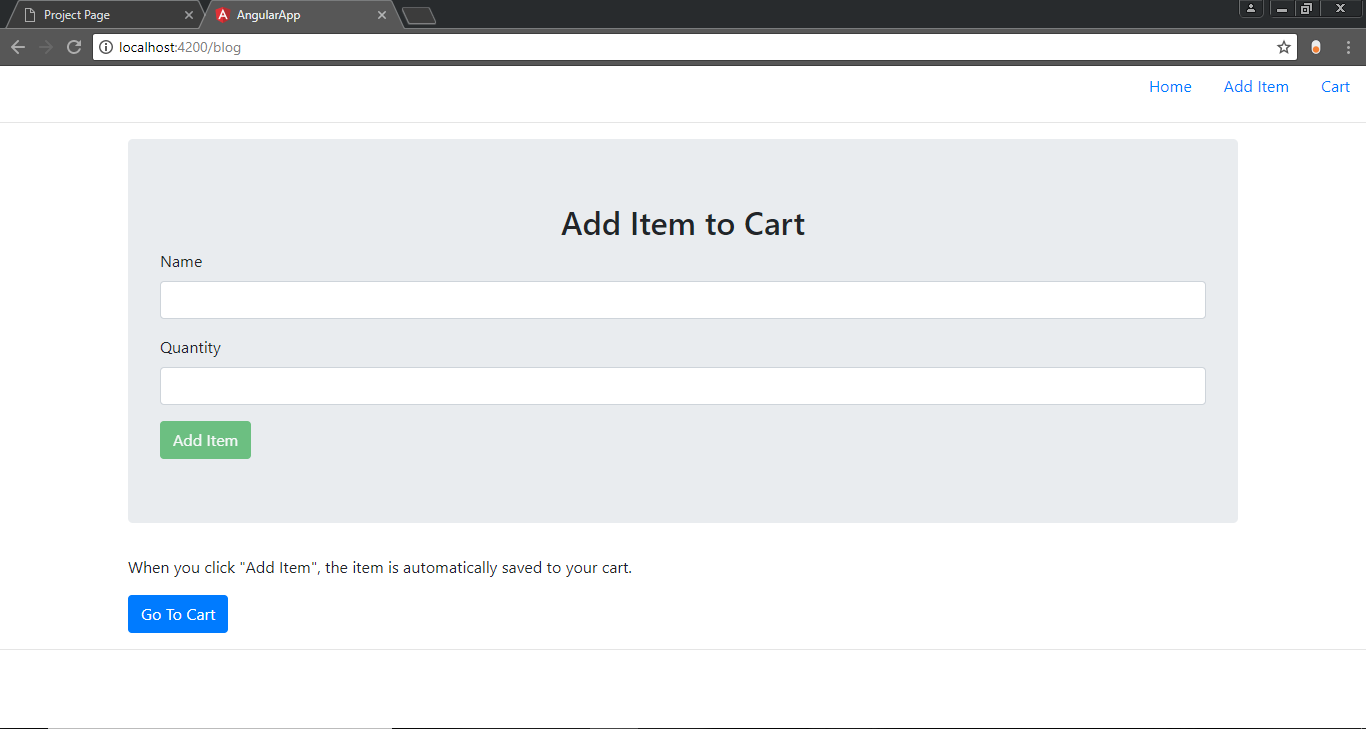 Project Page AngularApp
localhost:4200/blog
Home Add Item Cart
Add Item to Cart
Name
Quantity
Add Item
When you click "Add Item", the item is automatically saved to your cart.
Go To Cart